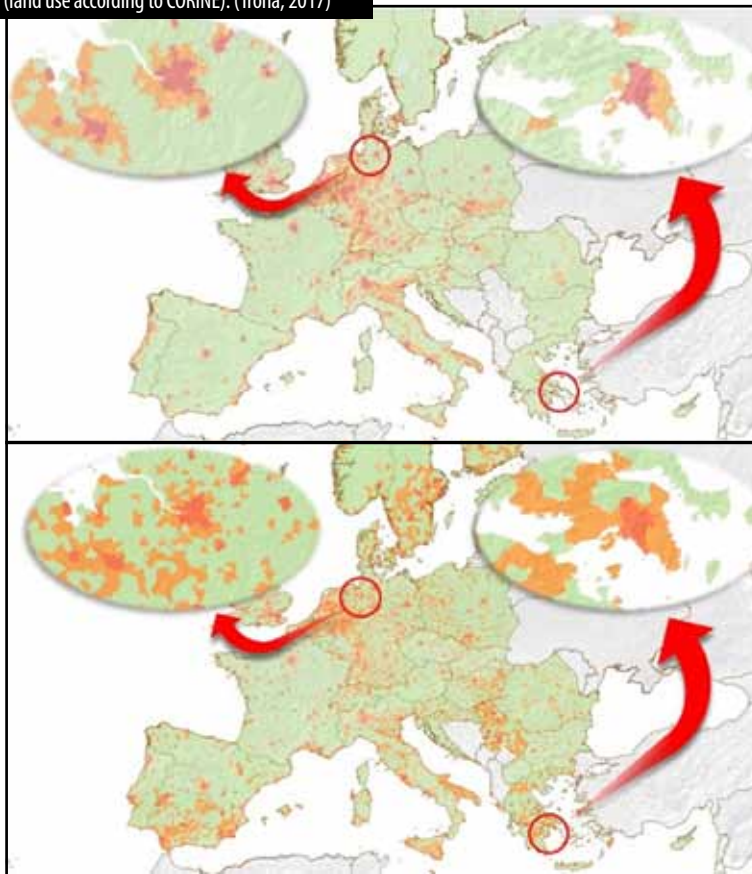 (land use according to CORINE). (Trona, 2017)